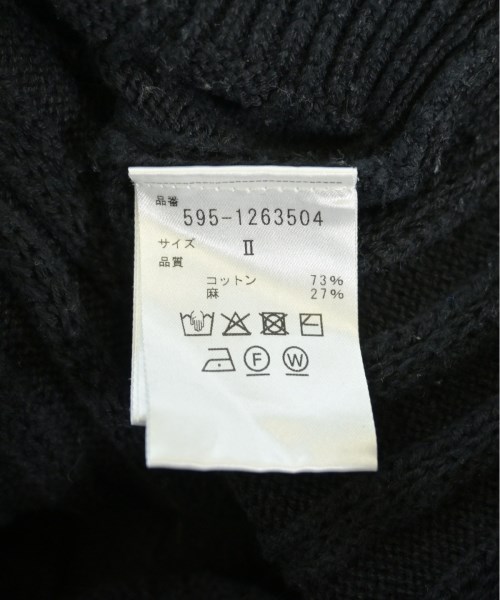 品番
595-1263504
サイズ II
品質
コットン 73%
麻 27%
F W